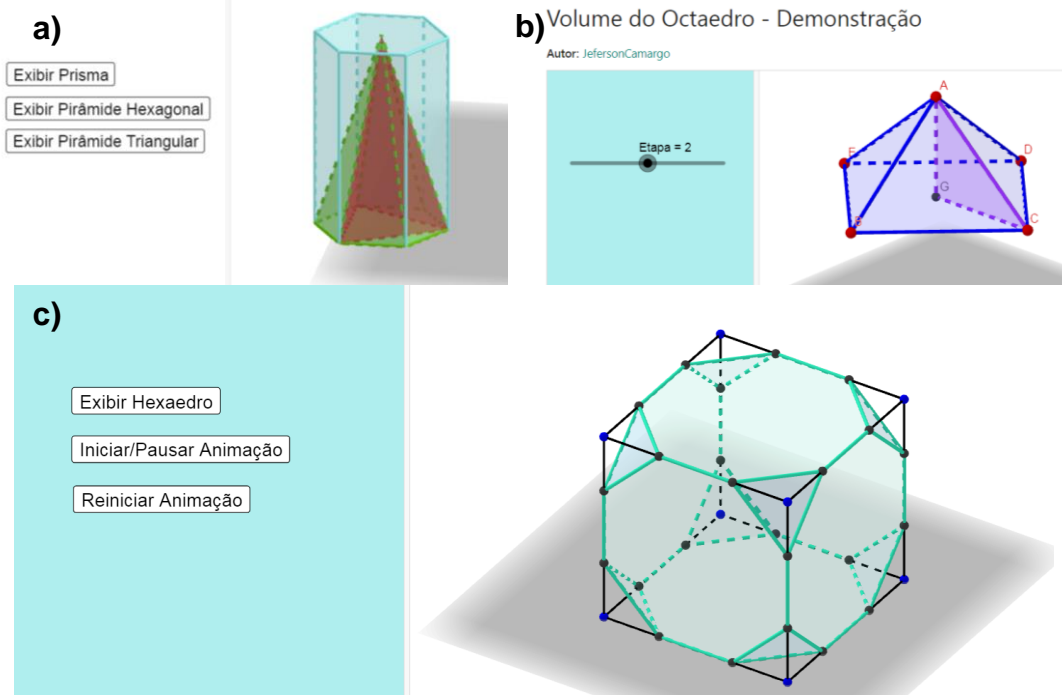 a)
Exibir Prisma
Exibir Pirâmide Hexagonal
Exibir Pirâmide Triangular
b)
Volume do Octaedro - Demonstração
Autor: JefersonCamargo
Etapa = 2
A
E
D
G
B
C
c)
Exibir Hexaedro
Iniciar/Pausar Animação
Reiniciar Animação